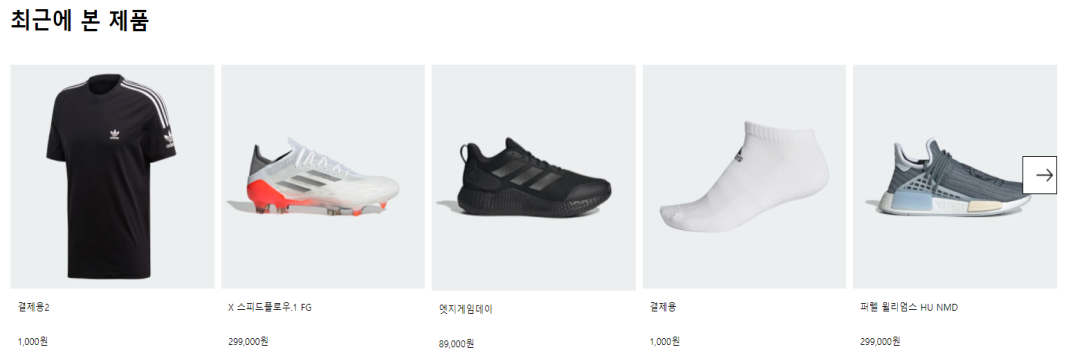 최근에 본 제품
결제용2
1,000원
X 스피드플로우.1 FG
299,000원
엣지게임데이
89,000원
결제용
1,000원
퍼렐 윌리엄스 HU NMD
299,000원